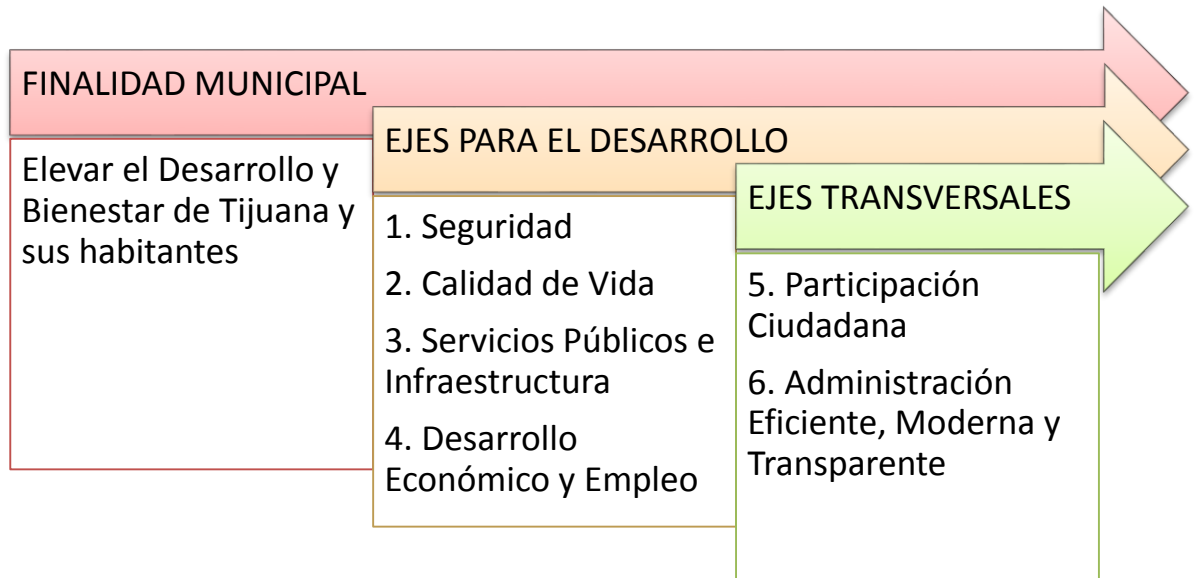 FINALIDAD MUNICIPAL
Elevar el Desarrollo y
Bienestar de Tijuana y
sus habitantes
EJES PARA EL DESARROLLO
1. Seguridad
2. Calidad de Vida
3. Servicios Públicos e
Infraestructura
4. Desarrollo
Económico y Empleo
EJES TRANSVERSALES
5. Participación
Ciudadana
6. Administración
Eficiente, Moderna y
Transparente